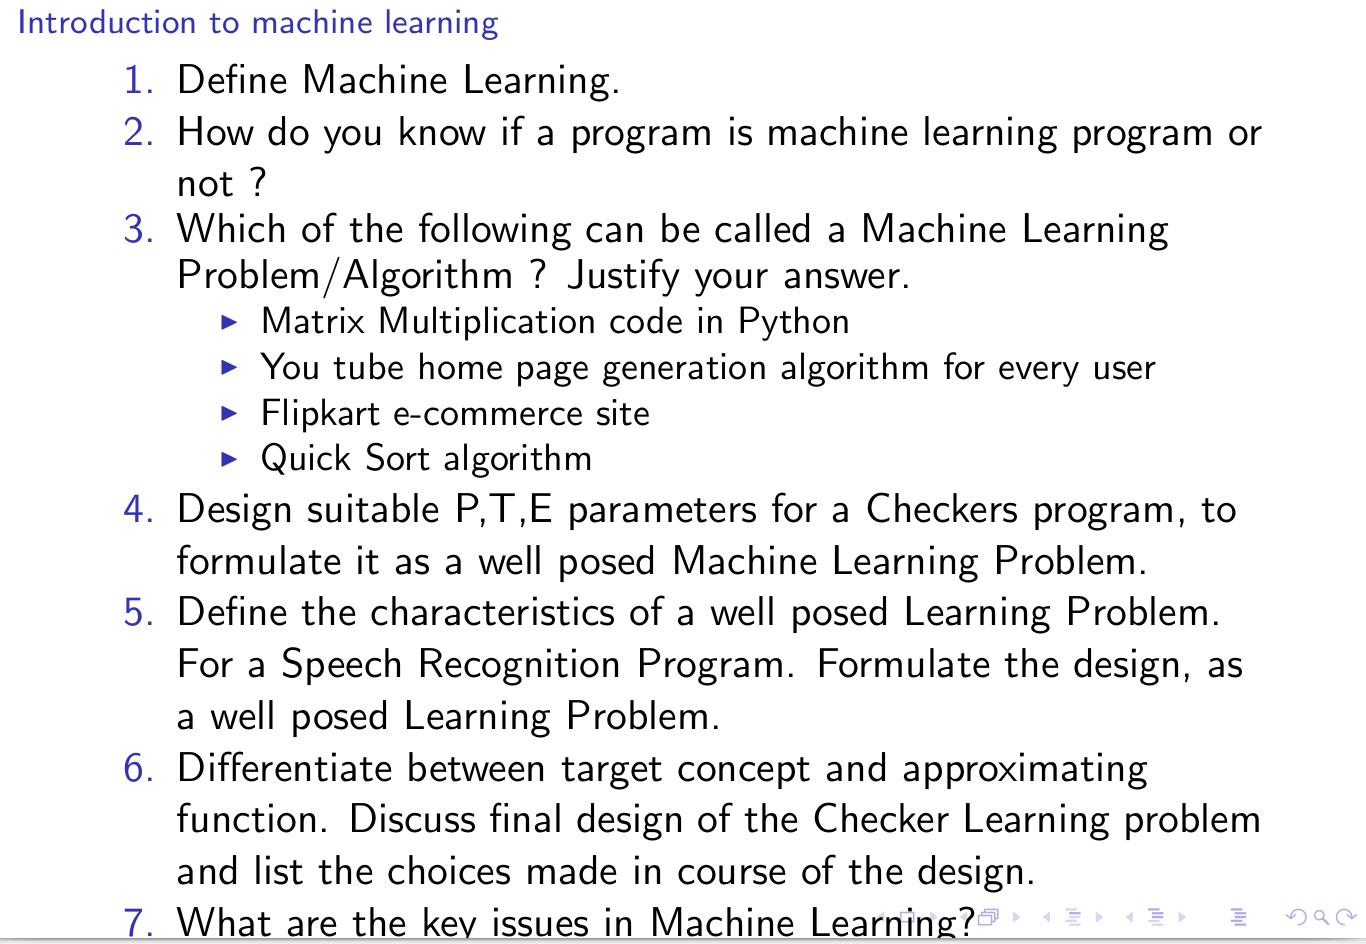 Introduction to machine learning
1. Define Machine Learning.
2. How do you know if a program is machine learning program or
not ?
3. Which of the following can be called a Machine Learning
Problem/Algorithm ? Justify your answer.
▶ Matrix Multiplication code in Python
▶ You tube home page generation algorithm for every user
▶ Flipkart e-commerce site
▶ Quick Sort algorithm
4. Design suitable P,T,E parameters for a Checkers program, to
formulate it as a well posed Machine Learning Problem.
5. Define the characteristics of a well posed Learning Problem.
For a Speech Recognition Program. Formulate the design, as
a well posed Learning Problem.
6. Differentiate between target concept and approximating
function. Discuss final design of the Checker Learning problem
and list the choices made in course of the design.
7. What are the key issues in Machine Learning?